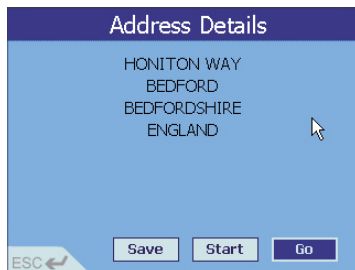 Address Details
HONITON WAY
BEDFORD
BEDFORDSHIRE
ENGLAND
Save Start Go
ESC